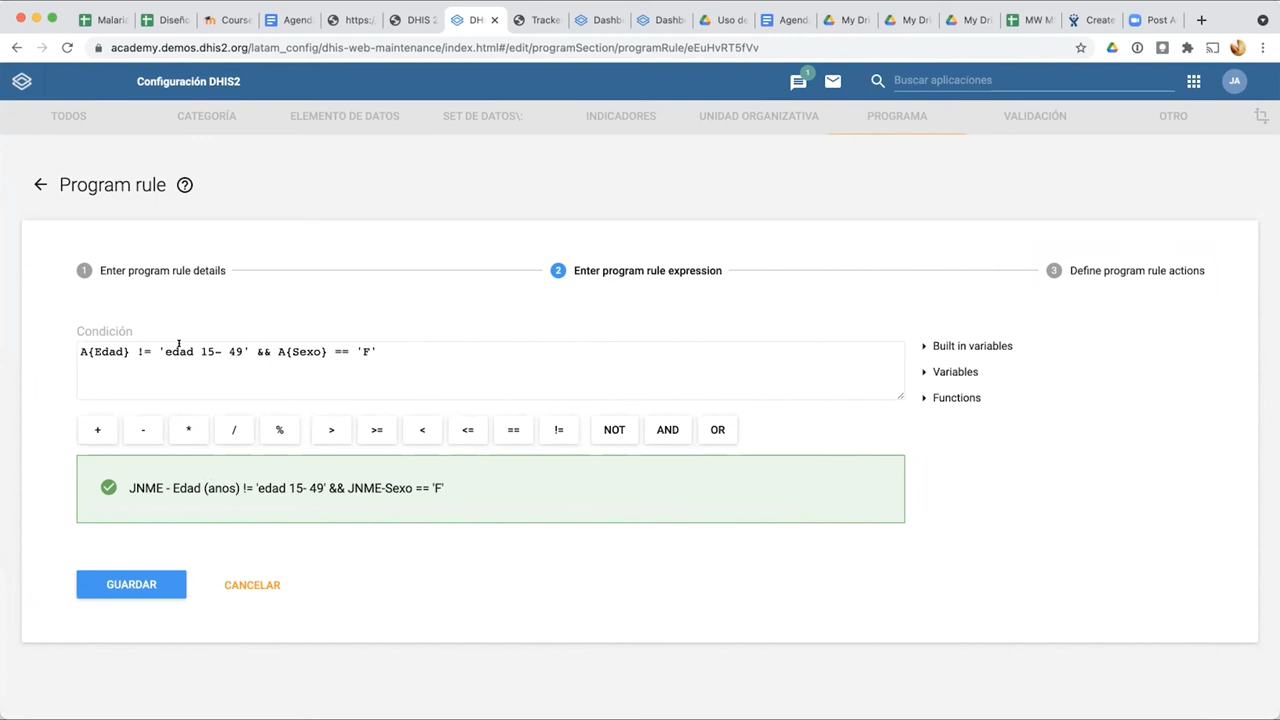 Malari
Diseño
Course
Agend
https:/
DHIS 2
DH
Tracke
Dashb
Dashb
Uso de
Agend
My Dri
My Dri
My Dri
MW M
Create
Post A
academy.demos.dhis2.org/latam_config/dhis-web-maintenance/index.html#/edit/programSection/programRule/eEuHvRT5fVv
Configuración DHIS2
1
Buscar aplicaciones
JA
TODOS
CATEGORÍA
ELEMENTO DE DATOS
SET DE DATOS\:
INDICADORES
UNIDAD ORGANIZATIVA
PROGRAMA
VALIDACIÓN
OTRO
Program rule
1 Enter program rule details
2 Enter program rule expression
3 Define program rule actions
Condición
A{Edad} != 'edad 15- 49' && A{Sexo} == 'F'
Built in variables
Variables
Functions
+ - * / % > >= < <= == != NOT AND OR
JNME - Edad (anos) != 'edad 15- 49' && JNME-Sexo == 'F'
GUARDAR
CANCELAR